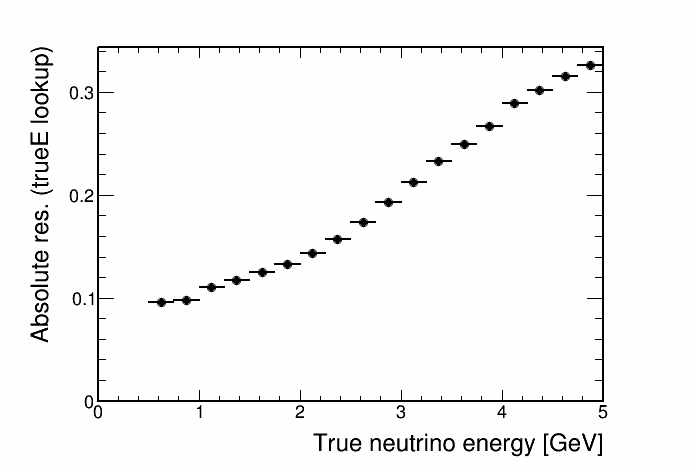 Absolute res. (trueE lookup)
0.3
0.2
0.1
0
0 1 2 3 4 5
True neutrino energy [GeV]